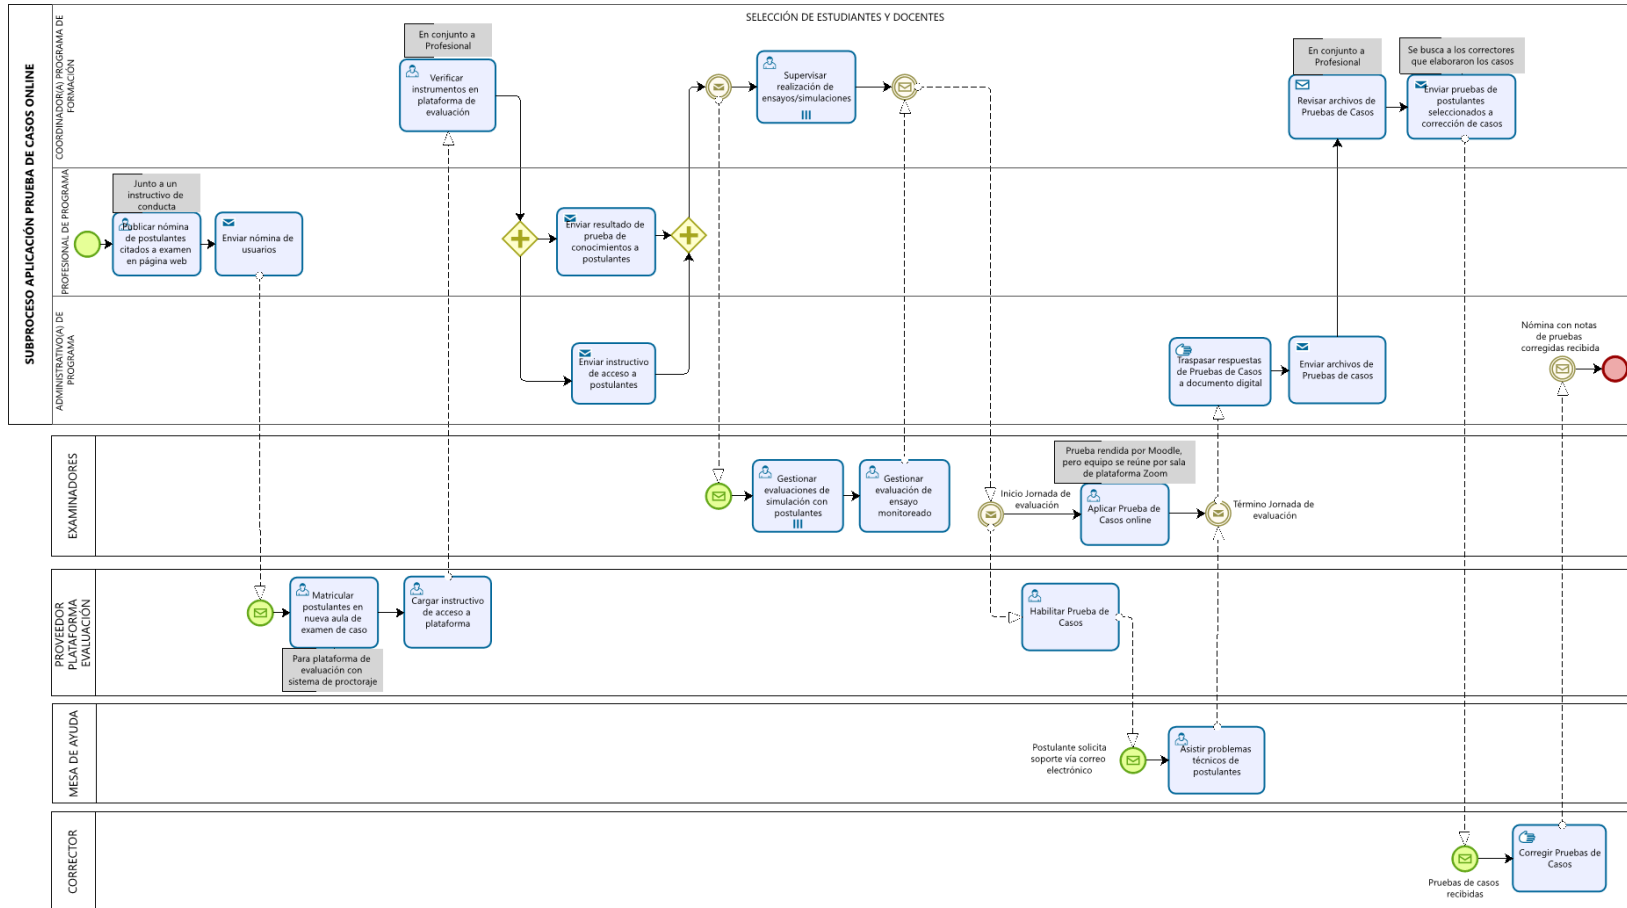 SELECCIÓN DE ESTUDIANTES Y DOCENTES
SUBPROCESO APLICACIÓN PRUEBA DE CASOS ONLINE
COORDINADOR(A) PROGRAMA DE
FORMACIÓN
En conjunto a
Profesional
Verificar
instrumentos en
plataforma de
evaluación
Supervisar
realización de
ensayos/simulaciones
En conjunto a
Profesional
Revisar archivos de
Pruebas de Casos
Se busca a los correctores
que elaboraron los casos
Enviar pruebas de
postulantes
seleccionados a
corrección de casos
PROFESIONAL DE PROGRAMA
Junto a un
instructivo de
conducta
Publicar nómina
de postulantes
citados a examen
en página web
Enviar nómina de
usuarios
Enviar resultado de
prueba de
conocimientos a
postulantes
ADMINISTRATIVO(A) DE
PROGRAMA
Enviar instructivo
de acceso a
postulantes
Traspasar respuestas
de Pruebas de Casos
a documento digital
Enviar archivos de
Pruebas de casos
Nómina con notas
de pruebas
corregidas recibida
EXAMINADORES
Gestionar
evaluaciones de
simulación con
postulantes
Gestionar
evaluación de
ensayo
monitoreado
Inicio Jornada de
evaluación
Prueba rendida por Moodle,
pero equipo se reúne por sala
de plataforma Zoom
Aplicar Prueba de
Casos online
Término Jornada de
evaluación
PROVEEDOR
PLATAFORMA
EVALUACIÓN
Matricular
postulantes en
nueva aula de
examen de caso
Para plataforma de
evaluación con
sistema de proctoraje
Cargar instructivo
de acceso a
plataforma
Habilitar Prueba de
Casos
MESA DE AYUDA
Postulante solicita
soporte vía correo
electrónico
Asistir problemas
técnicos de
postulantes
CORRECTOR
Pruebas de casos
recibidas
Corregir Pruebas de
Casos